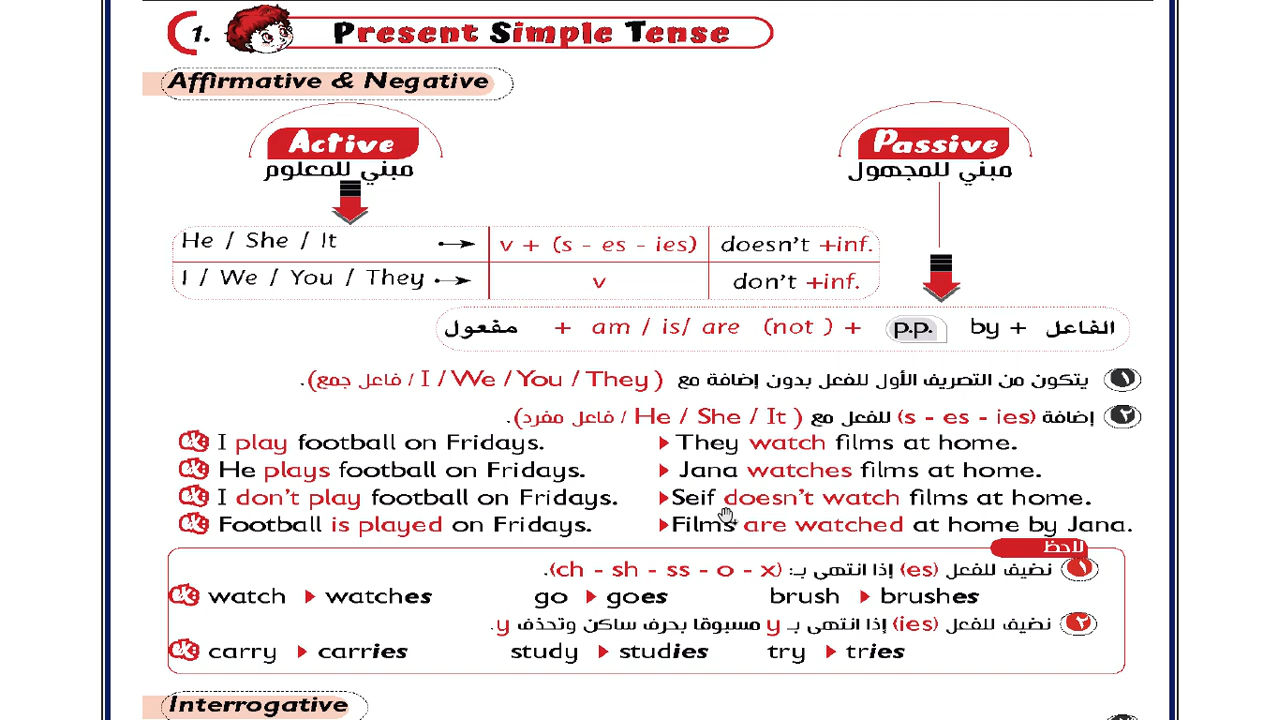 1. Present Simple Tense
Affirmative & Negative
Active Passive
مبني للمعلوم مبني للمجهول
He / She / It v + (s - es - ies) doesn't +inf.
I / We / You / They v don't +inf.
مفعول + am / is/ are (not ) + p.p. by + الفاعل
١ يتكون من التصريف الأول للفعل بدون إضافة مع ( I / We / You / They / فاعل جمع).
٢ إضافة (s - es - ies) للفعل مع ( He / She / It / فاعل مفرد).
I play football on Fridays. They watch films at home.
He plays football on Fridays. Jana watches films at home.
I don't play football on Fridays. Seif doesn't watch films at home.
Football is played on Fridays. Films are watched at home by Jana.
لاحظ
١ نضيف للفعل (es) إذا انتهى بـ: (ch - sh - ss - o - x).
watch watches go goes brush brushes
٢ نضيف للفعل (ies) إذا انتهى بـ y مسبوقا بحرف ساكن وتحذف y.
carry carries study studies try tries
Interrogative